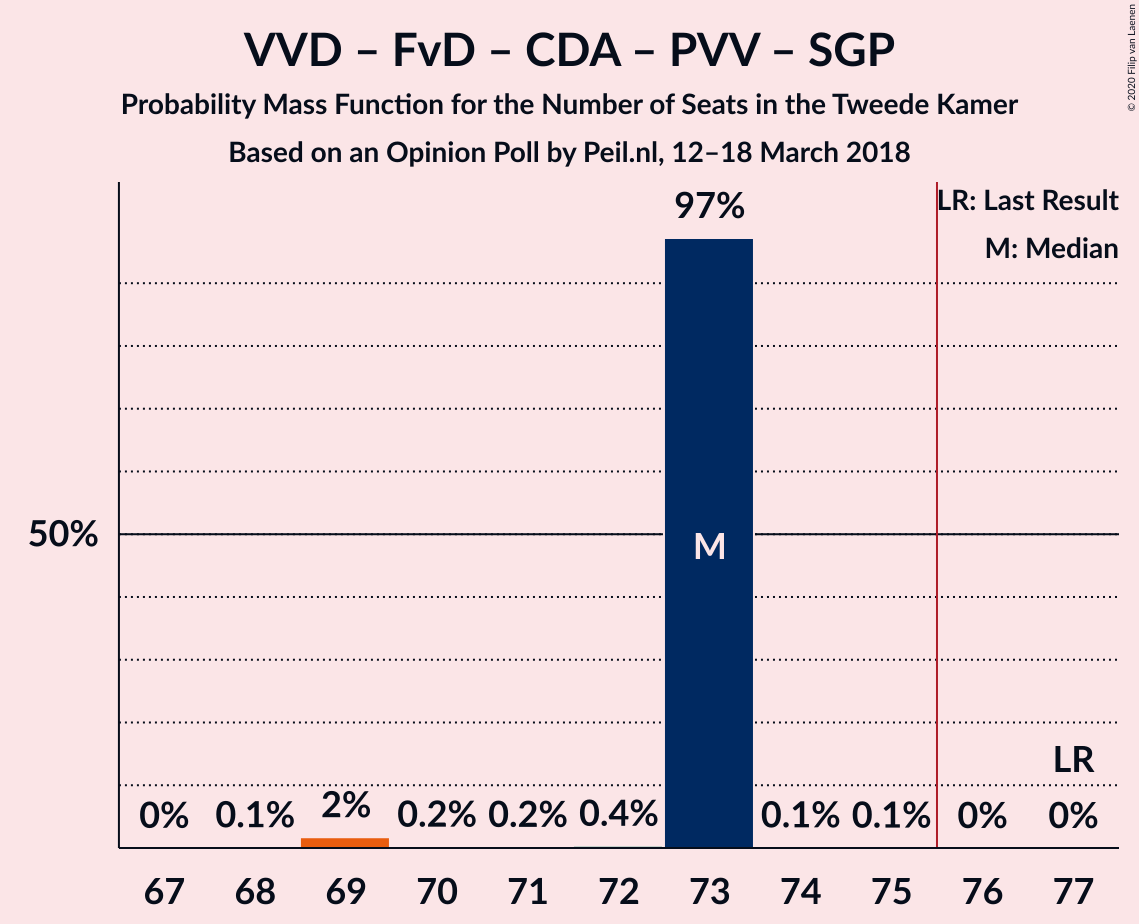 VVD – FvD – CDA – PVV – SGP
Probability Mass Function for the Number of Seats in the Tweede Kamer
Based on an Opinion Poll by Peil.nl, 12–18 March 2018
© 2020 Filip van Laenen
LR: Last Result
M: Median
97%
50%
M
LR
0% 0.1% 2% 0.2% 0.2% 0.4% 0.1% 0.1% 0% 0%
67 68 69 70 71 72 73 74 75 76 77